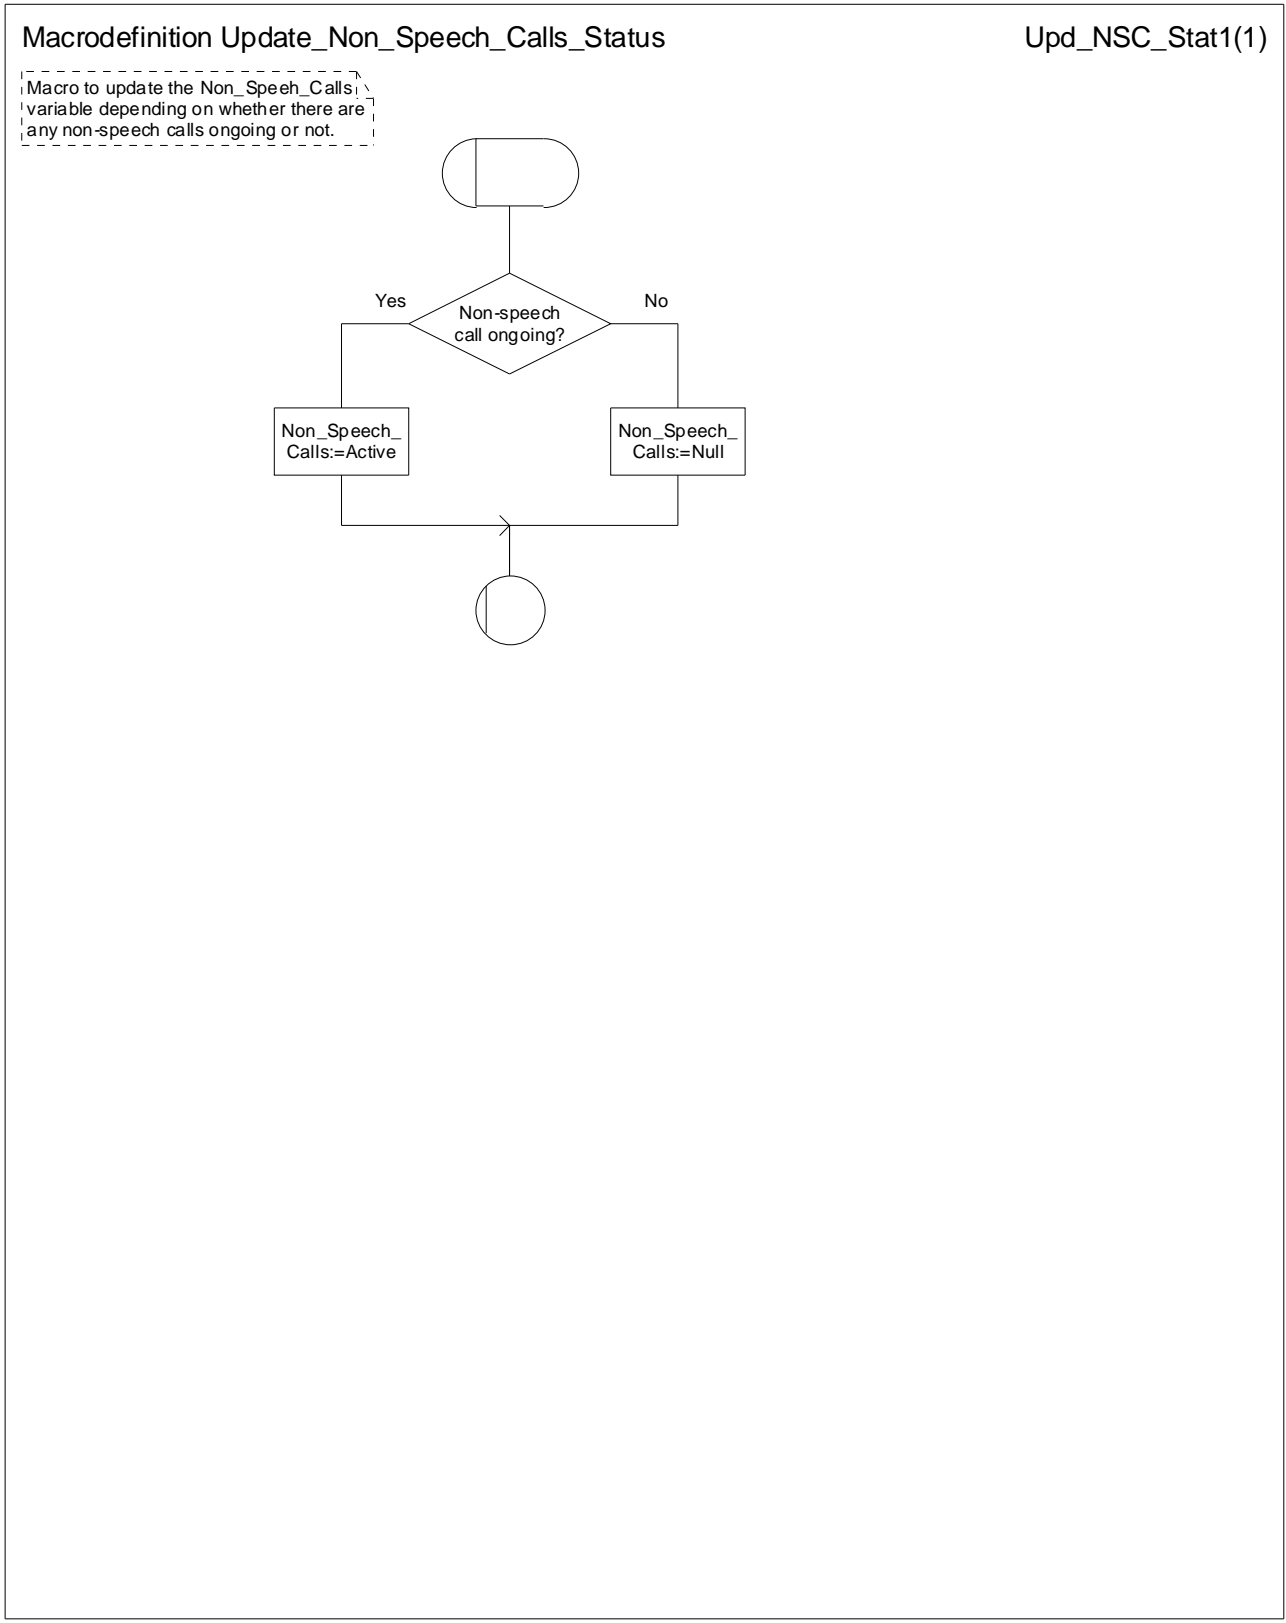 Macrodefinition Update_Non_Speech_Calls_Status
Upd_NSC_Stat1(1)
Macro to update the Non_Speeh_Calls
variable depending on whether there are
any non-speech calls ongoing or not.
Yes
No
Non-speech
call ongoing?
Non_Speech_
Calls:=Active
Non_Speech_
Calls:=Null